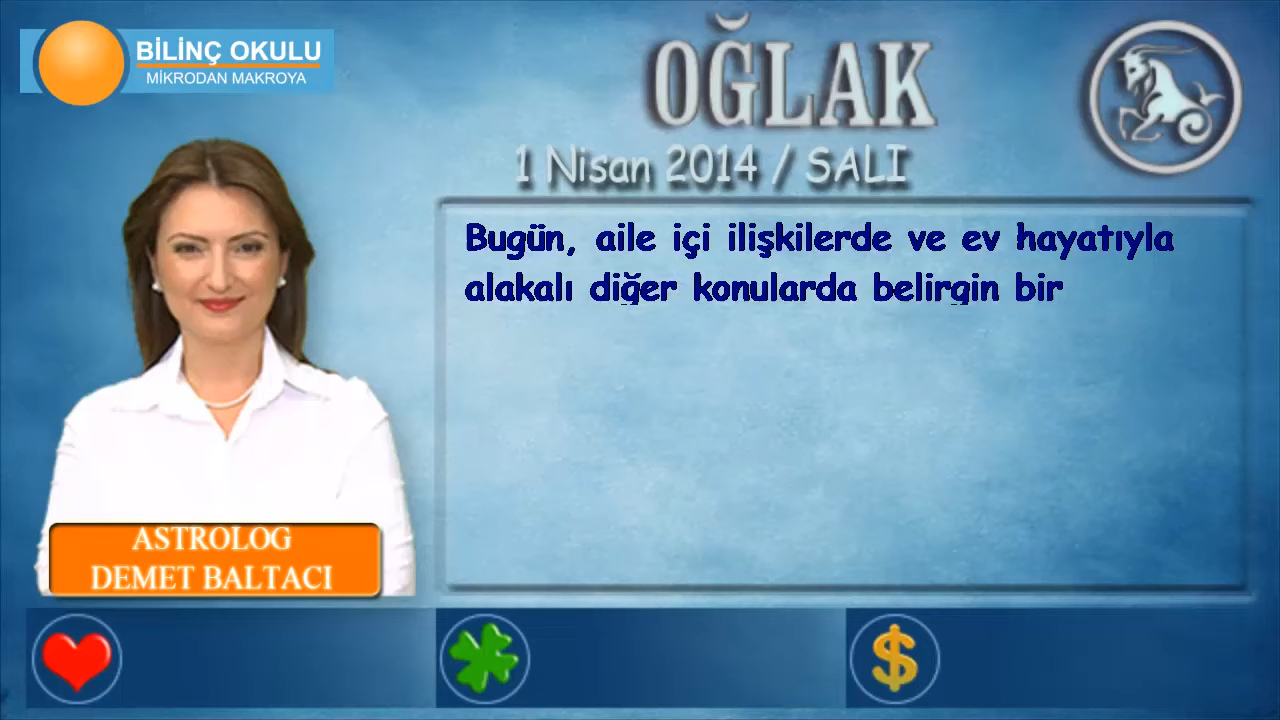 BİLİNÇ OKULU
MİKRODAN MAKROYA
OĞLAK
1 Nisan 2014 / SALI
Bugün, aile içi ilişkilerde ve ev hayatıyla
alakalı diğer konularda belirgin bir
ASTROLOG
DEMET BALTACI
$